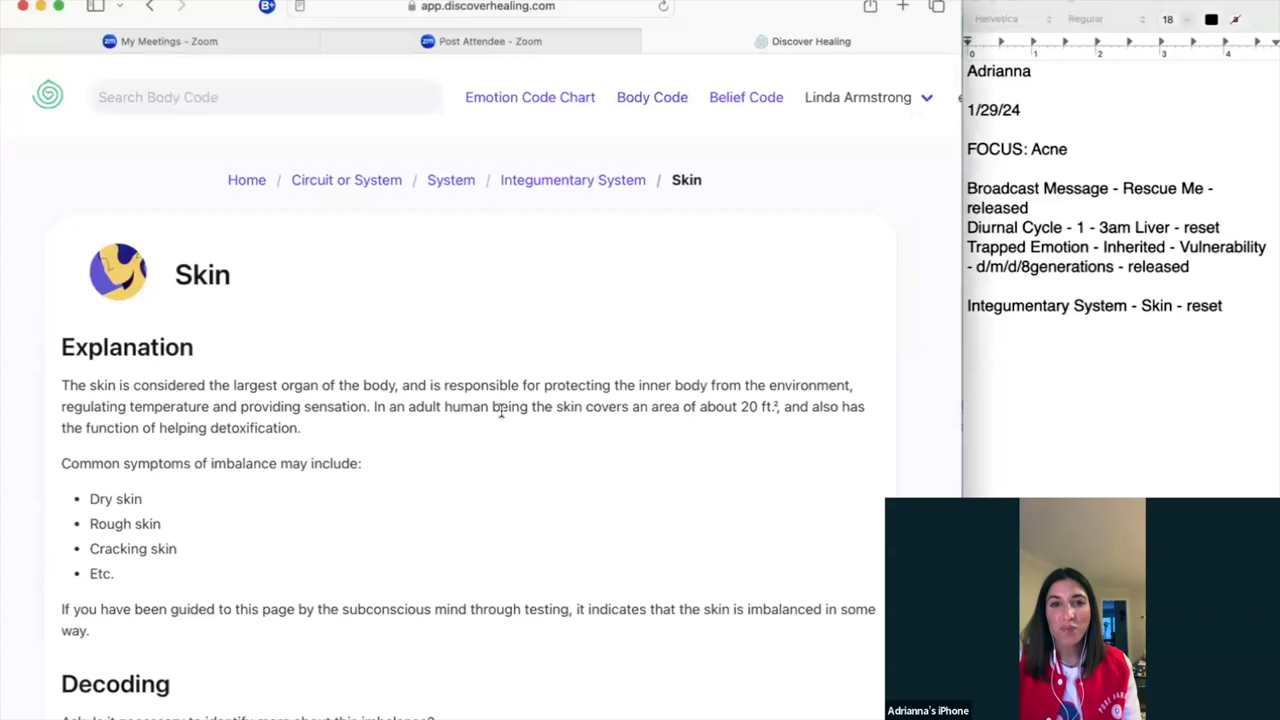 app.discoverhealing.com
My Meetings - Zoom
Post Attendee - Zoom
Discover Healing
Search Body Code
Emotion Code Chart
Body Code
Belief Code
Linda Armstrong
Home / Circuit or System / System / Integumentary System / Skin
Skin
Explanation
The skin is considered the largest organ of the body, and is responsible for protecting the inner body from the environment,
regulating temperature and providing sensation. In an adult human being the skin covers an area of about 20 ft.², and also has
the function of helping detoxification.
Common symptoms of imbalance may include:
• Dry skin
• Rough skin
• Cracking skin
• Etc.
If you have been guided to this page by the subconscious mind through testing, it indicates that the skin is imbalanced in some
way.
Decoding
Helvetica
Regular
18
0 1 2 3 4
Adrianna
1/29/24
FOCUS: Acne
Broadcast Message - Rescue Me -
released
Diurnal Cycle - 1 - 3am Liver - reset
Trapped Emotion - Inherited - Vulnerability
- d/m/d/8generations - released
Integumentary System - Skin - reset
Adrianna's iPhone